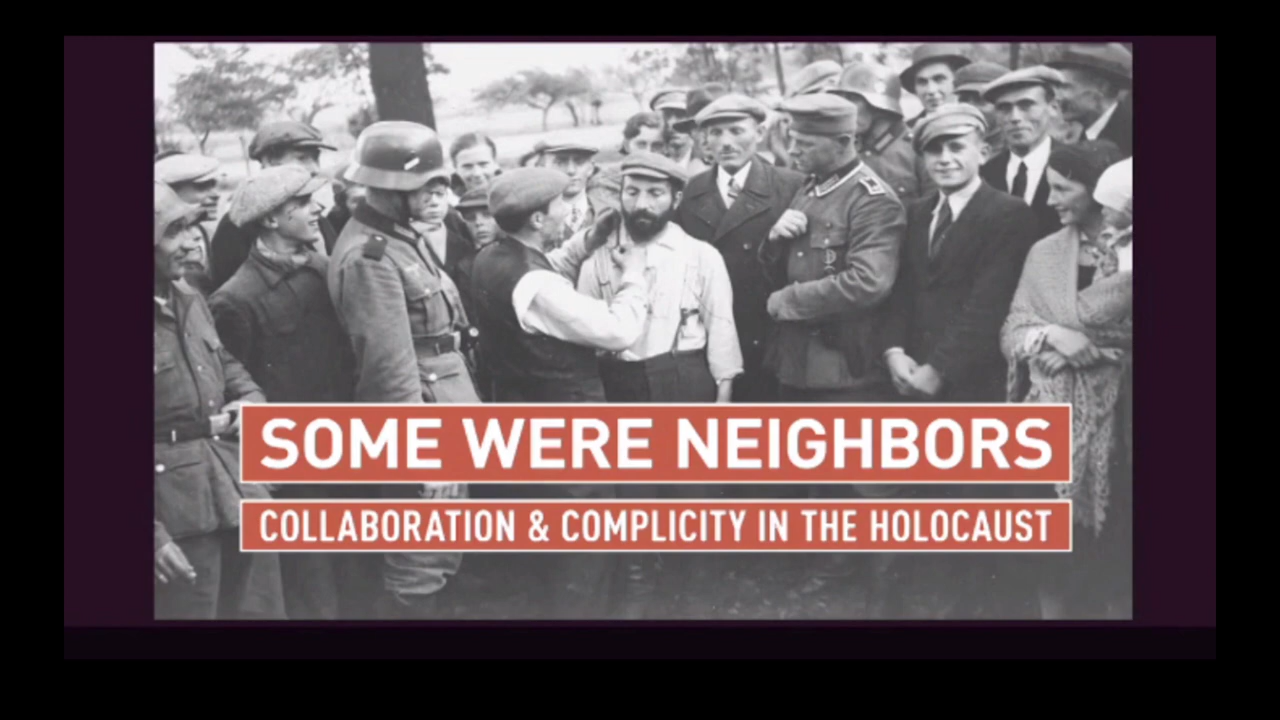 SOME WERE NEIGHBORS
COLLABORATION & COMPLICITY IN THE HOLOCAUST